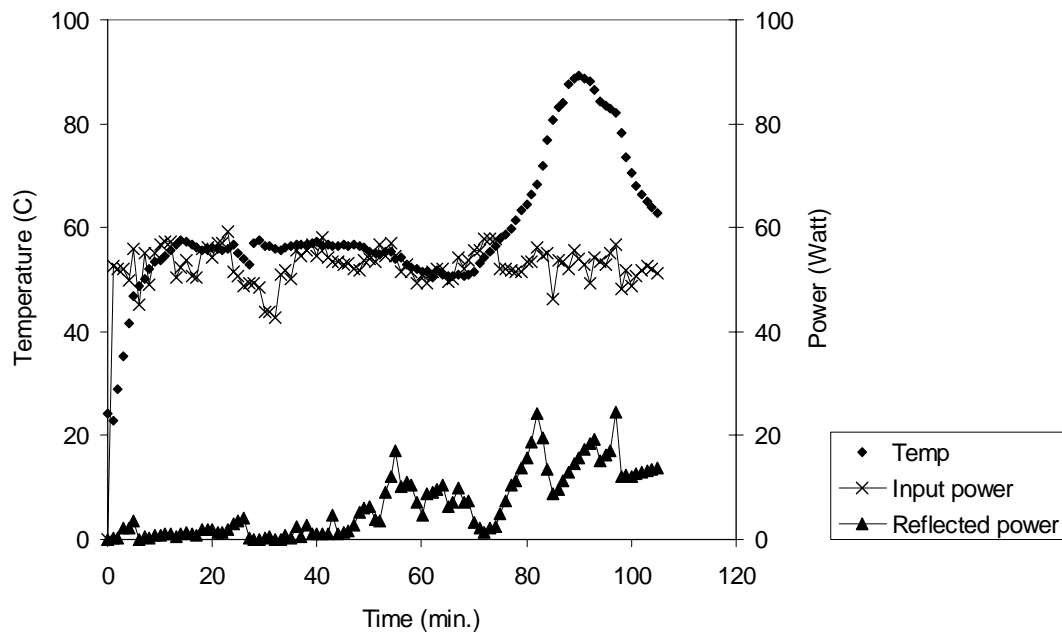 100
80
60
40
20
0
Temperature (C)
100
80
60
40
20
0
Power (Watt)
0 20 40 60 80 100 120
Time (min.)
Temp
Input power
Reflected power